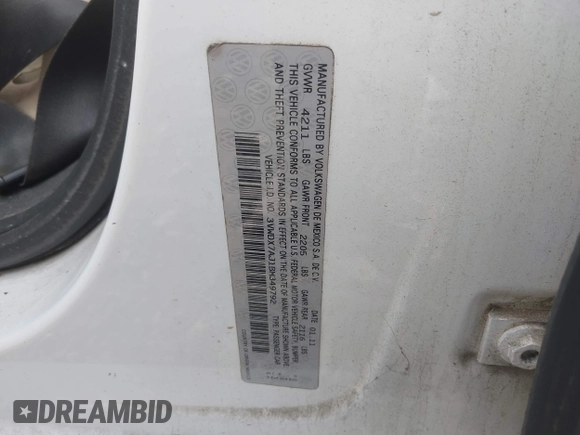 MANUFACTURED BY VOLKSWAGEN DE MEXICO S.A. DE C.V.
GVWR 4211 LBS GAWR FRONT 2205 LBS GAWR REAR 2116 LBS DATE 01.11
THIS VEHICLE CONFORMS TO ALL APPLICABLE U.S. FEDERAL MOTOR VEHICLE SAFETY, BUMPER
AND THEFT PREVENTION STANDARDS IN EFFECT ON THE DATE OF MANUFACTURE SHOWN ABOVE.
VEHICLE I.D. NO.: 3VWDX7AJ1BM349792 TYPE: PASSENGER CAR
DREAMBID